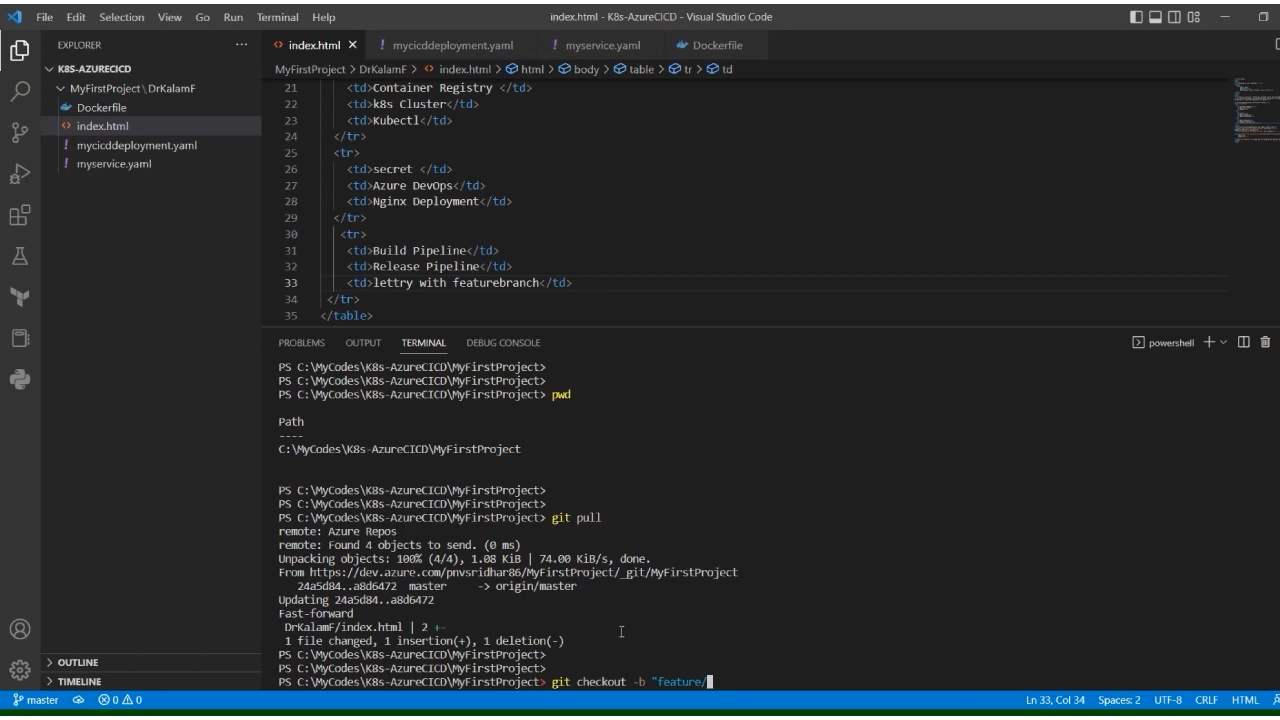 File Edit Selection View Go Run Terminal Help index.html - K8s-AzureCICD - Visual Studio Code
EXPLORER ... index.html mycicddeployment.yaml myservice.yaml Dockerfile
K8S-AZURECICD MyFirstProject > DrKalamF > index.html > html > body > table > tr > td
MyFirstProject\DrKalamF
Dockerfile
index.html
mycicddeployment.yaml
myservice.yaml
21 <td>Container Registry </td>
22 <td>k8s Cluster</td>
23 <td>Kubectl</td>
24 </tr>
25 <tr>
26 <td>secret </td>
27 <td>Azure DevOps</td>
28 <td>Nginx Deployment</td>
29 </tr>
30 <tr>
31 <td>Build Pipeline</td>
32 <td>Release Pipeline</td>
33 <td>lettry with featurebranch</td>
34 </tr>
35 </table>
PROBLEMS OUTPUT TERMINAL DEBUG CONSOLE powershell
PS C:\MyCodes\K8s-AzureCICD\MyFirstProject>
PS C:\MyCodes\K8s-AzureCICD\MyFirstProject>
PS C:\MyCodes\K8s-AzureCICD\MyFirstProject> pwd
Path
----
C:\MyCodes\K8s-AzureCICD\MyFirstProject
PS C:\MyCodes\K8s-AzureCICD\MyFirstProject>
PS C:\MyCodes\K8s-AzureCICD\MyFirstProject>
PS C:\MyCodes\K8s-AzureCICD\MyFirstProject> git pull
remote: Azure Repos
remote: Found 4 objects to send. (0 ms)
Unpacking objects: 100% (4/4), 1.08 KiB | 74.00 KiB/s, done.
From https://dev.azure.com/pnvsridhar86/MyFirstProject/_git/MyFirstProject
24a5d84..a8d6472 master -> origin/master
Updating 24a5d84..a8d6472
Fast-forward
DrKalamF/index.html | 2 +-
1 file changed, 1 insertion(+), 1 deletion(-)
PS C:\MyCodes\K8s-AzureCICD\MyFirstProject>
PS C:\MyCodes\K8s-AzureCICD\MyFirstProject>
PS C:\MyCodes\K8s-AzureCICD\MyFirstProject> git checkout -b "feature/
OUTLINE
TIMELINE
master 0 0 Ln 33, Col 34 Spaces: 2 UTF-8 CRLF HTML